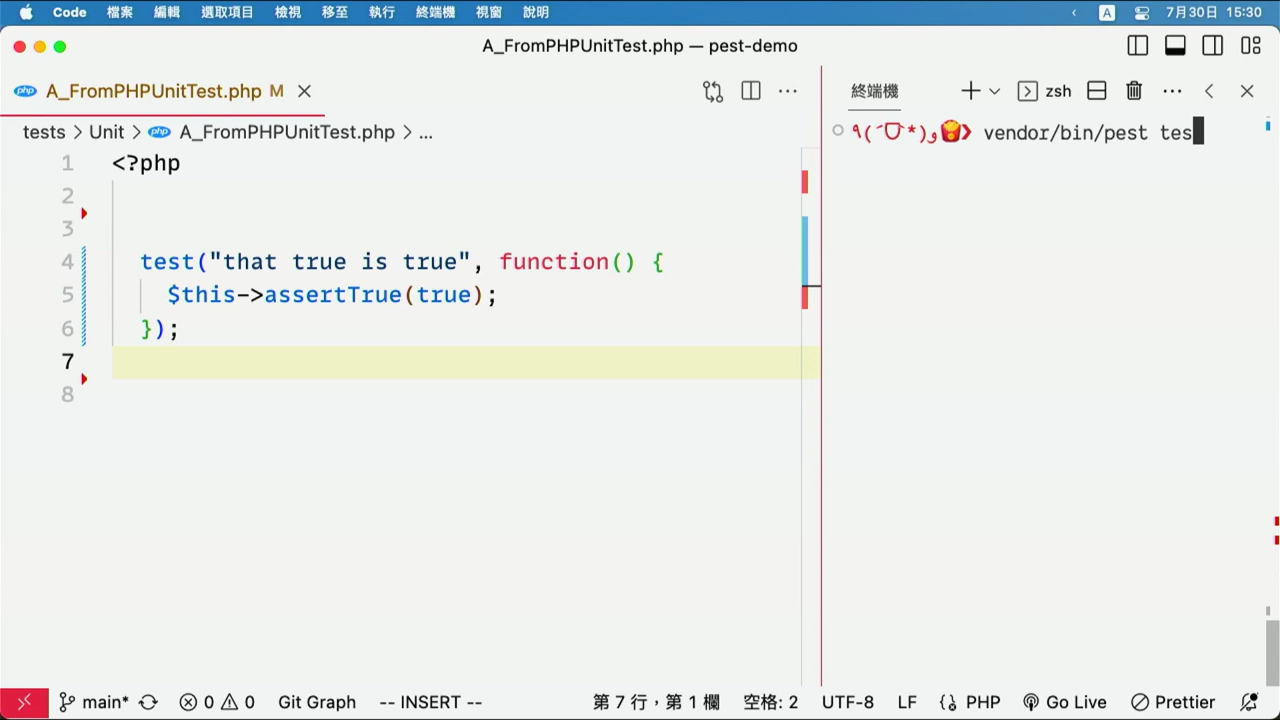 Code 檔案 編輯 選取項目 檢視 移至 執行 終端機 視窗 說明 A 7月30日 15:30
A_FromPHPUnitTest.php — pest-demo
php A_FromPHPUnitTest.php M
終端機 zsh
tests > Unit > php A_FromPHPUnitTest.php > ...
vendor/bin/pest tes
1 <?php
2
3
4 test("that true is true", function() {
5 $this->assertTrue(true);
6 });
7
8
main* 0 0 Git Graph -- INSERT -- 第 7 行，第 1 欄 空格: 2 UTF-8 LF PHP Go Live Prettier